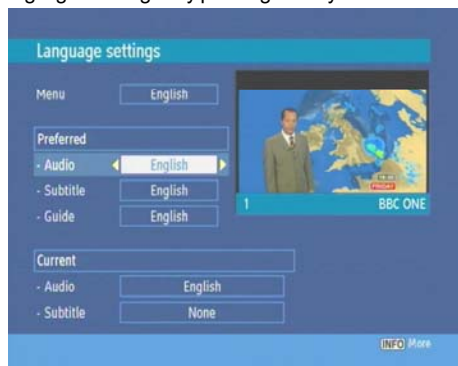 Language settings
Menu English
Preferred
- Audio English
- Subtitle English
- Guide English
1 BBC ONE
FRIDAY
Current
- Audio English
- Subtitle None
INFO More